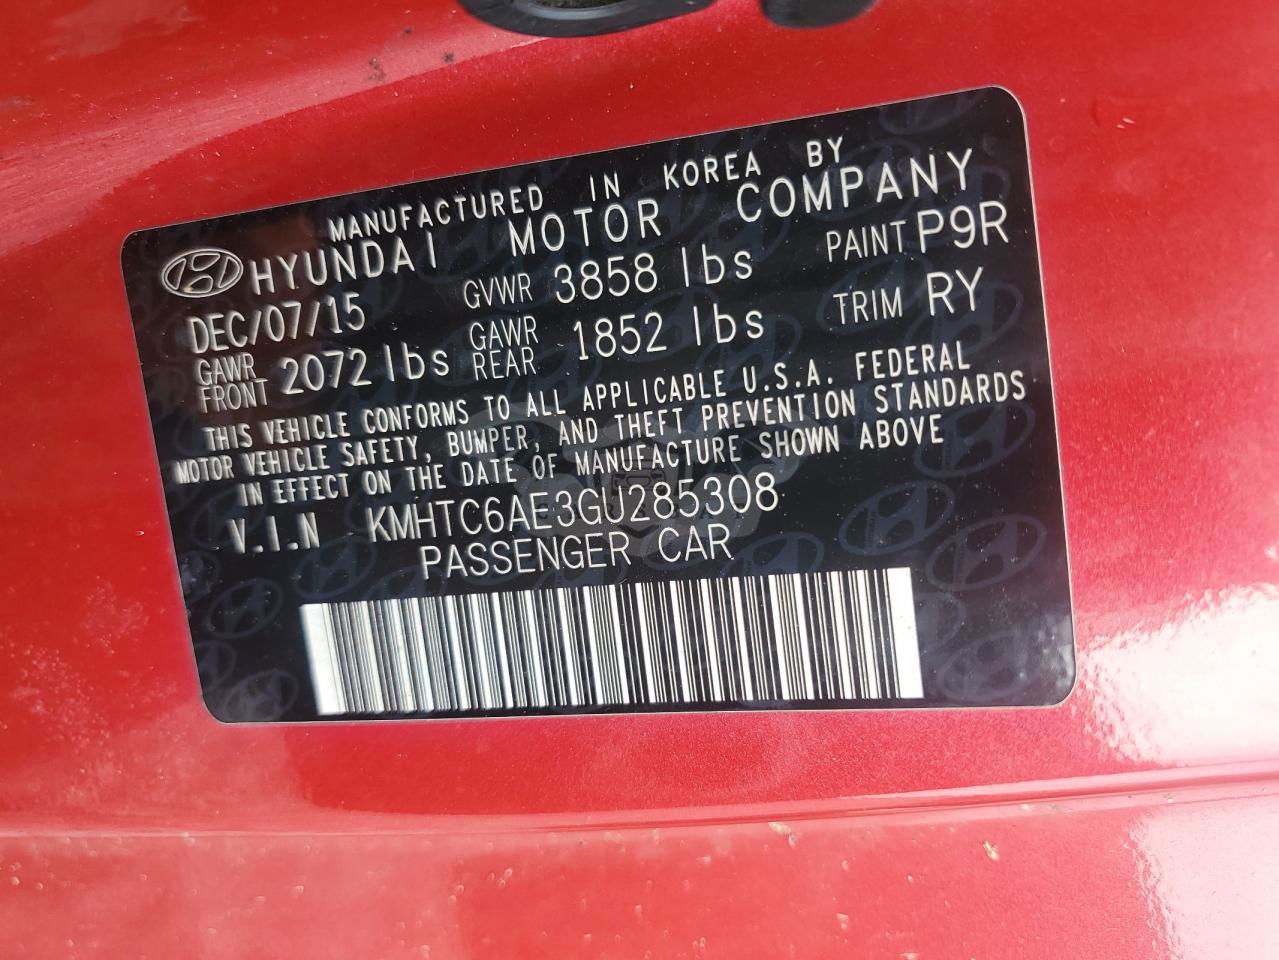 MANUFACTURED IN KOREA BY
HYUNDAI MOTOR COMPANY
DEC/07/15 GVWR 3858 lbs PAINT P9R
GAWR FRONT 2072 lbs GAWR REAR 1852 lbs TRIM RY
THIS VEHICLE CONFORMS TO ALL APPLICABLE U.S.A. FEDERAL
MOTOR VEHICLE SAFETY, BUMPER, AND THEFT PREVENTION STANDARDS
IN EFFECT ON THE DATE OF MANUFACTURE SHOWN ABOVE
V.I.N KMHTC6AE3GU285308
PASSENGER CAR